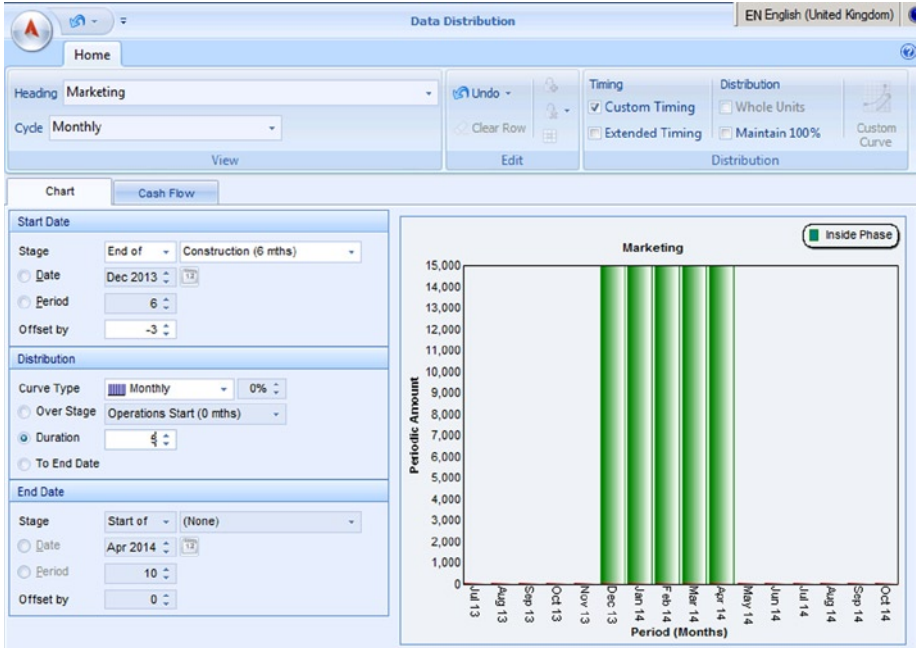 Data Distribution
EN English (United Kingdom)
Home
Heading Marketing
Cycle Monthly
View
Undo
Clear Row
Edit
Timing
Custom Timing
Extended Timing
Distribution
Whole Units
Maintain 100%
Custom Curve
Distribution
Chart
Cash Flow
Start Date
Stage End of Construction (6 mths)
Date Dec 2013
Period 6
Offset by -3
Distribution
Curve Type Monthly 0%
Over Stage Operations Start (0 mths)
Duration
To End Date
End Date
Stage Start of (None)
Date Apr 2014
Period 10
Offset by 0
Inside Phase
Marketing
Periodic Amount
15,000
14,000
13,000
12,000
11,000
10,000
9,000
8,000
7,000
6,000
5,000
4,000
3,000
2,000
1,000
0
Jul 13
Aug 13
Sep 13
Oct 13
Nov 13
Dec 13
Jan 14
Feb 14
Mar 14
Apr 14
May 14
Jun 14
Jul 14
Aug 14
Sep 14
Oct 14
Period (Months)